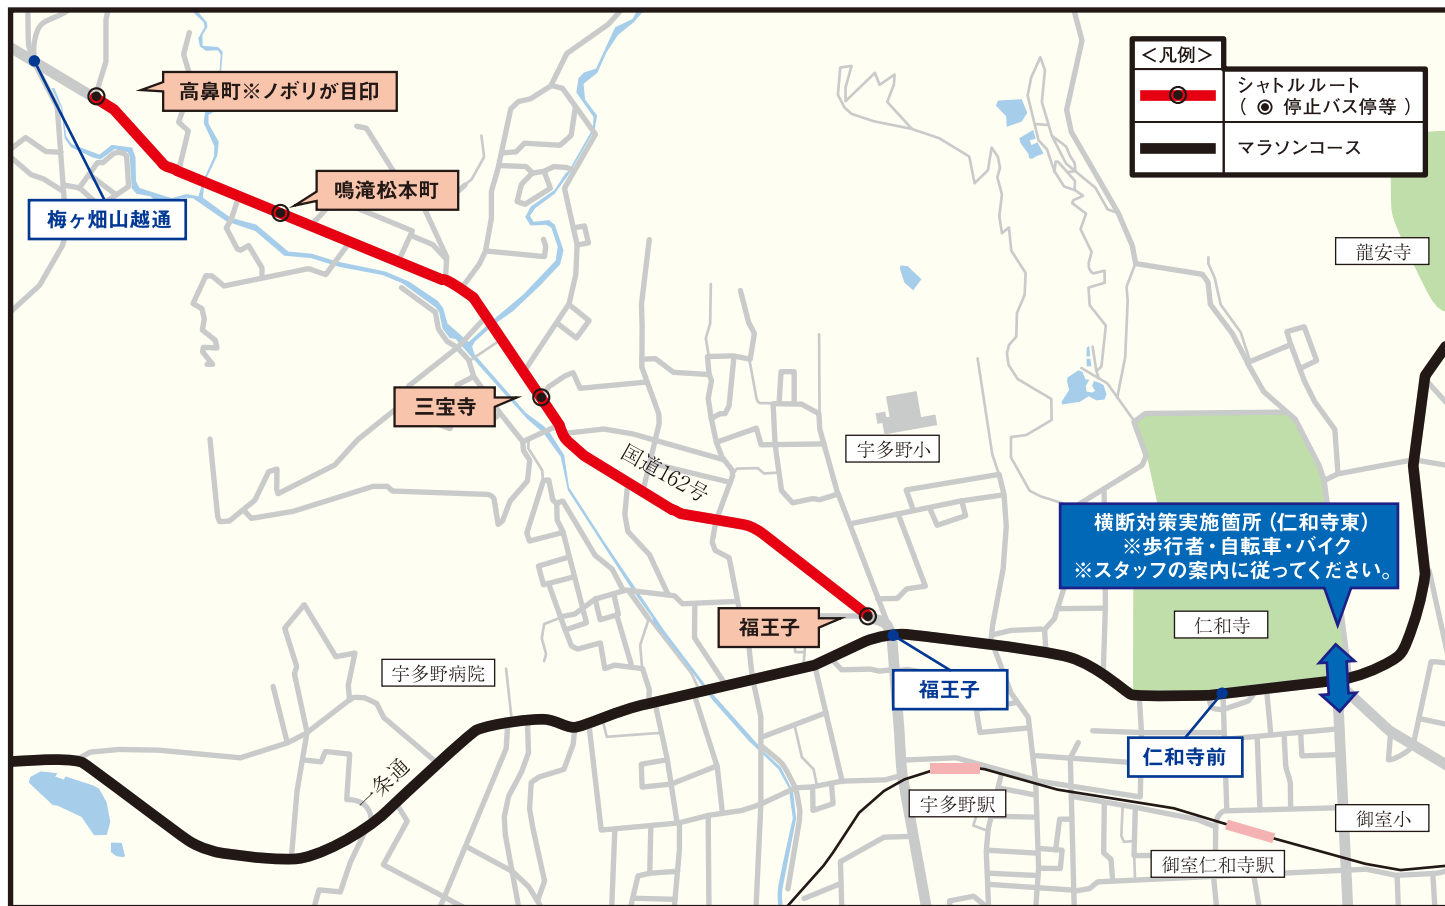 <凡例>
シャトルルート
( ◉ 停止バス停等 )
マラソンコース
高鼻町※ノボリが目印
鳴滝松本町
梅ヶ畑山越通
龍安寺
三宝寺
宇多野小
国道162号
横断対策実施箇所(仁和寺東)
※歩行者・自転車・バイク
※スタッフの案内に従ってください。
福王子
仁和寺
宇多野病院
福王子
仁和寺前
一条通
宇多野駅
御室小
御室仁和寺駅